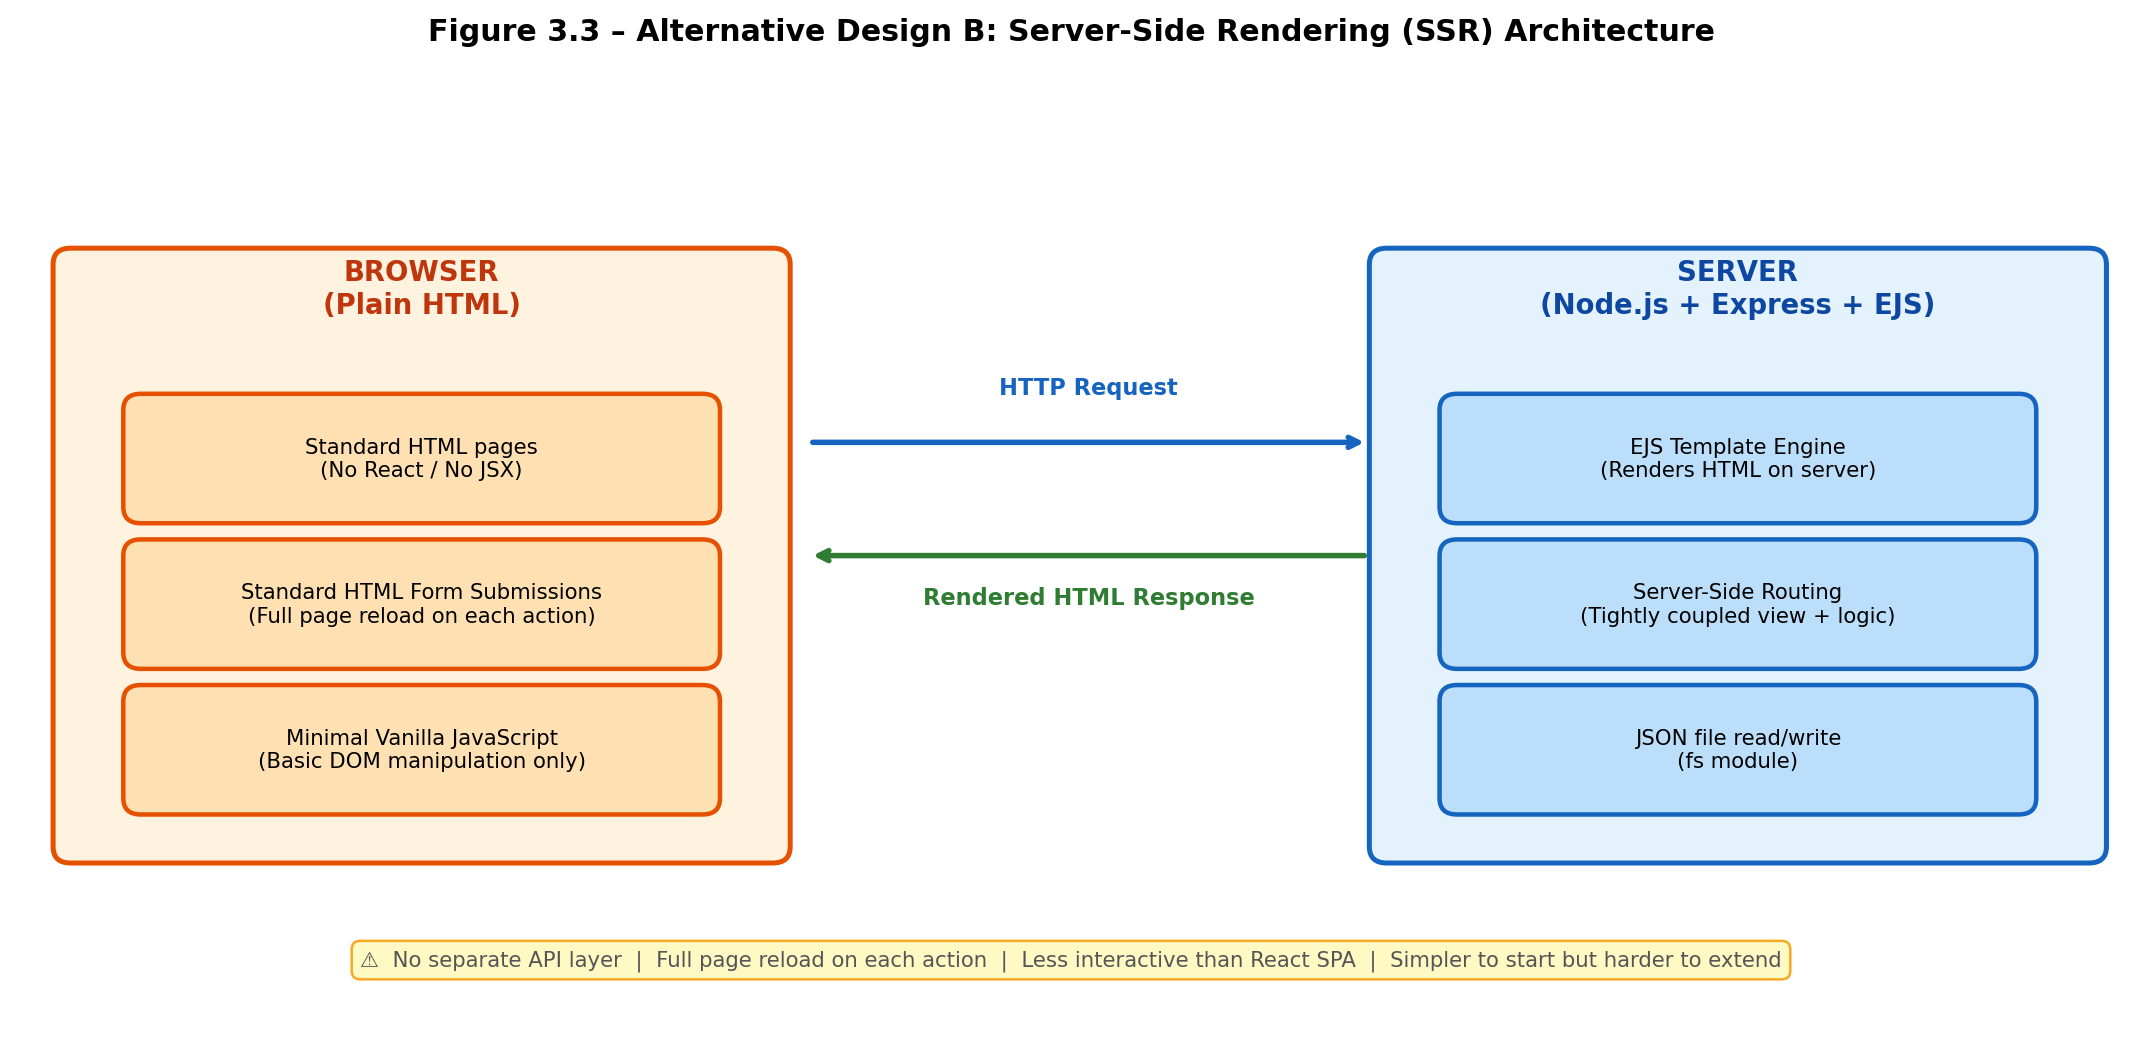 Figure 3.3 – Alternative Design B: Server-Side Rendering (SSR) Architecture
BROWSER
(Plain HTML)
Standard HTML pages
(No React / No JSX)
Standard HTML Form Submissions
(Full page reload on each action)
Minimal Vanilla JavaScript
(Basic DOM manipulation only)
HTTP Request
Rendered HTML Response
SERVER
(Node.js + Express + EJS)
EJS Template Engine
(Renders HTML on server)
Server-Side Routing
(Tightly coupled view + logic)
JSON file read/write
(fs module)
⚠ No separate API layer | Full page reload on each action | Less interactive than React SPA | Simpler to start but harder to extend